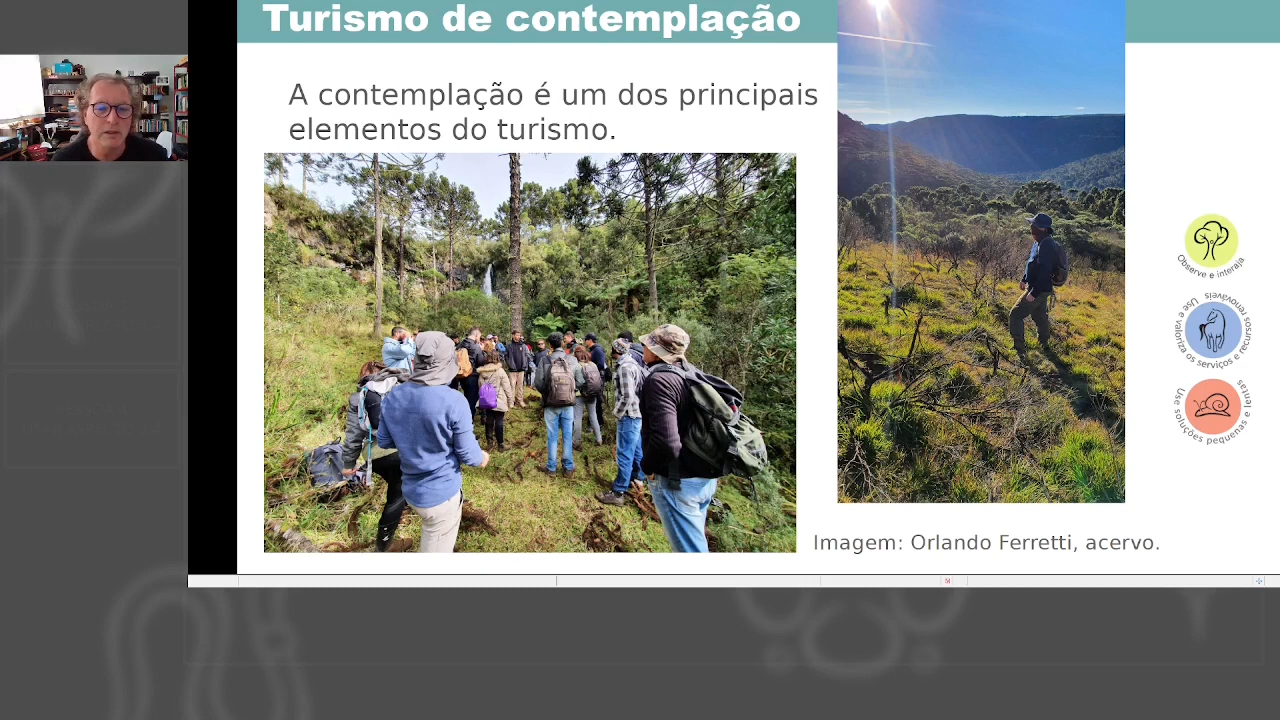 Turismo de contemplação
A contemplação é um dos principais
elementos do turismo.
Observe e interaja
Use e valoriza os serviços e recursos renováveis
Use soluções pequenas e lentas
Imagem: Orlando Ferretti, acervo.